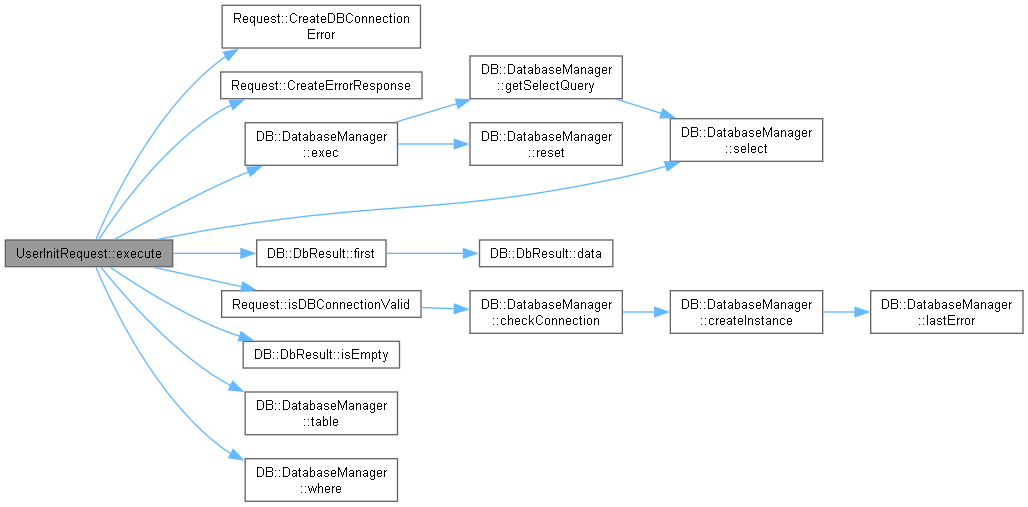 Request::CreateDBConnection
Error
Request::CreateErrorResponse
DB::DatabaseManager
::getSelectQuery
DB::DatabaseManager
::exec
DB::DatabaseManager
::reset
DB::DatabaseManager
::select
UserInitRequest::execute
DB::DbResult::first
DB::DbResult::data
Request::isDBConnectionValid
DB::DatabaseManager
::checkConnection
DB::DatabaseManager
::createInstance
DB::DatabaseManager
::lastError
DB::DbResult::isEmpty
DB::DatabaseManager
::table
DB::DatabaseManager
::where